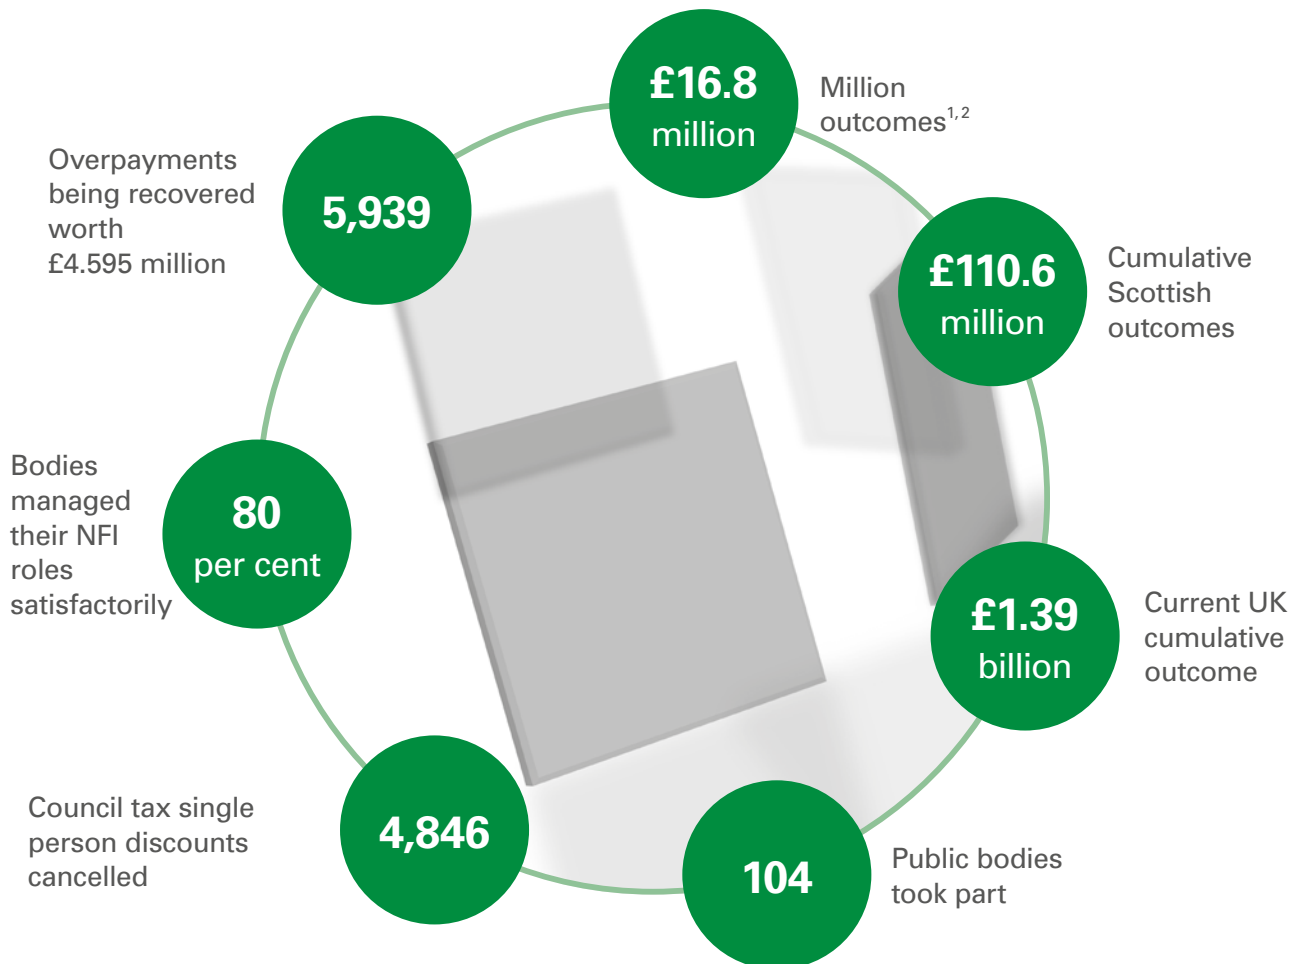 £16.8
million
Million
outcomes1,2
£110.6
million
Cumulative
Scottish
outcomes
£1.39
billion
Current UK
cumulative
outcome
104
Public bodies
took part
4,846
Council tax single
person discounts
cancelled
80
per cent
Bodies
managed
their NFI
roles
satisfactorily
5,939
Overpayments
being recovered
worth
£4.595 million